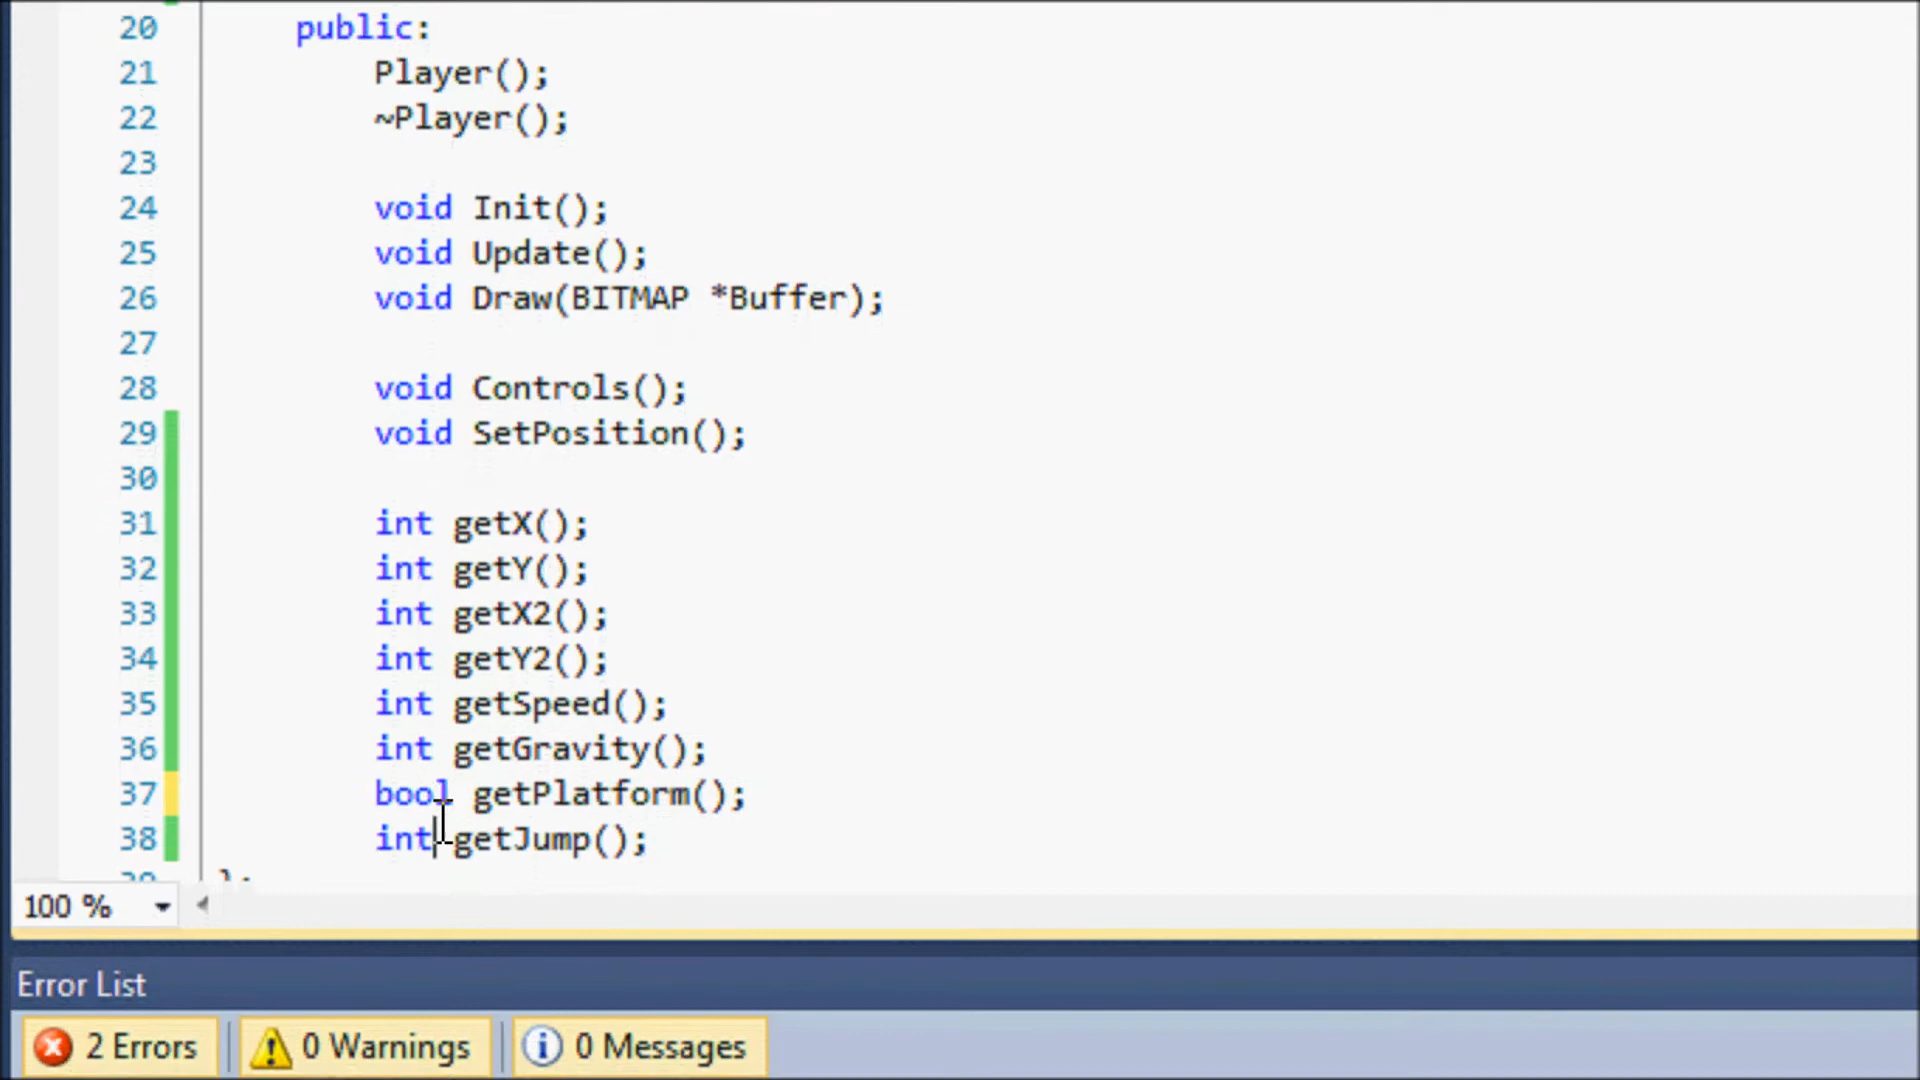 20 public:
21 Player();
22 ~Player();
23
24 void Init();
25 void Update();
26 void Draw(BITMAP *Buffer);
27
28 void Controls();
29 void SetPosition();
30
31 int getX();
32 int getY();
33 int getX2();
34 int getY2();
35 int getSpeed();
36 int getGravity();
37 bool getPlatform();
38 int getJump();
39 };
100 %
Error List
2 Errors 0 Warnings 0 Messages